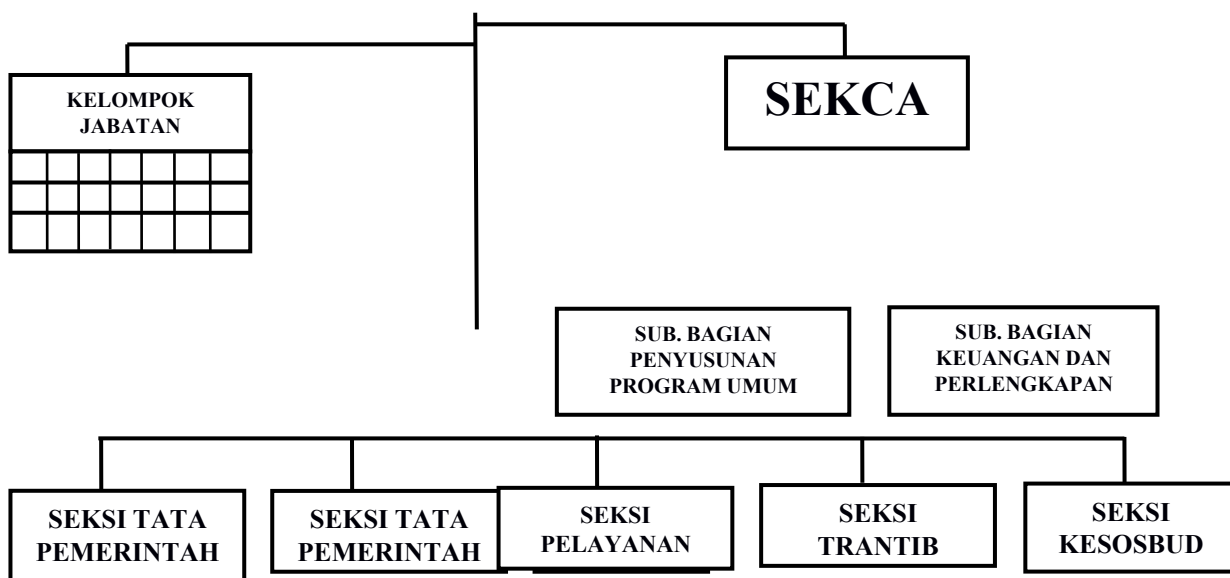 KELOMPOK
JABATAN
SEKCA
SUB. BAGIAN
PENYUSUNAN
PROGRAM UMUM
SUB. BAGIAN
KEUANGAN DAN
PERLENGKAPAN
SEKSI TATA
PEMERINTAH
SEKSI TATA
PEMERINTAH
SEKSI
PELAYANAN
SEKSI
TRANTIB
SEKSI
KESOSBUD